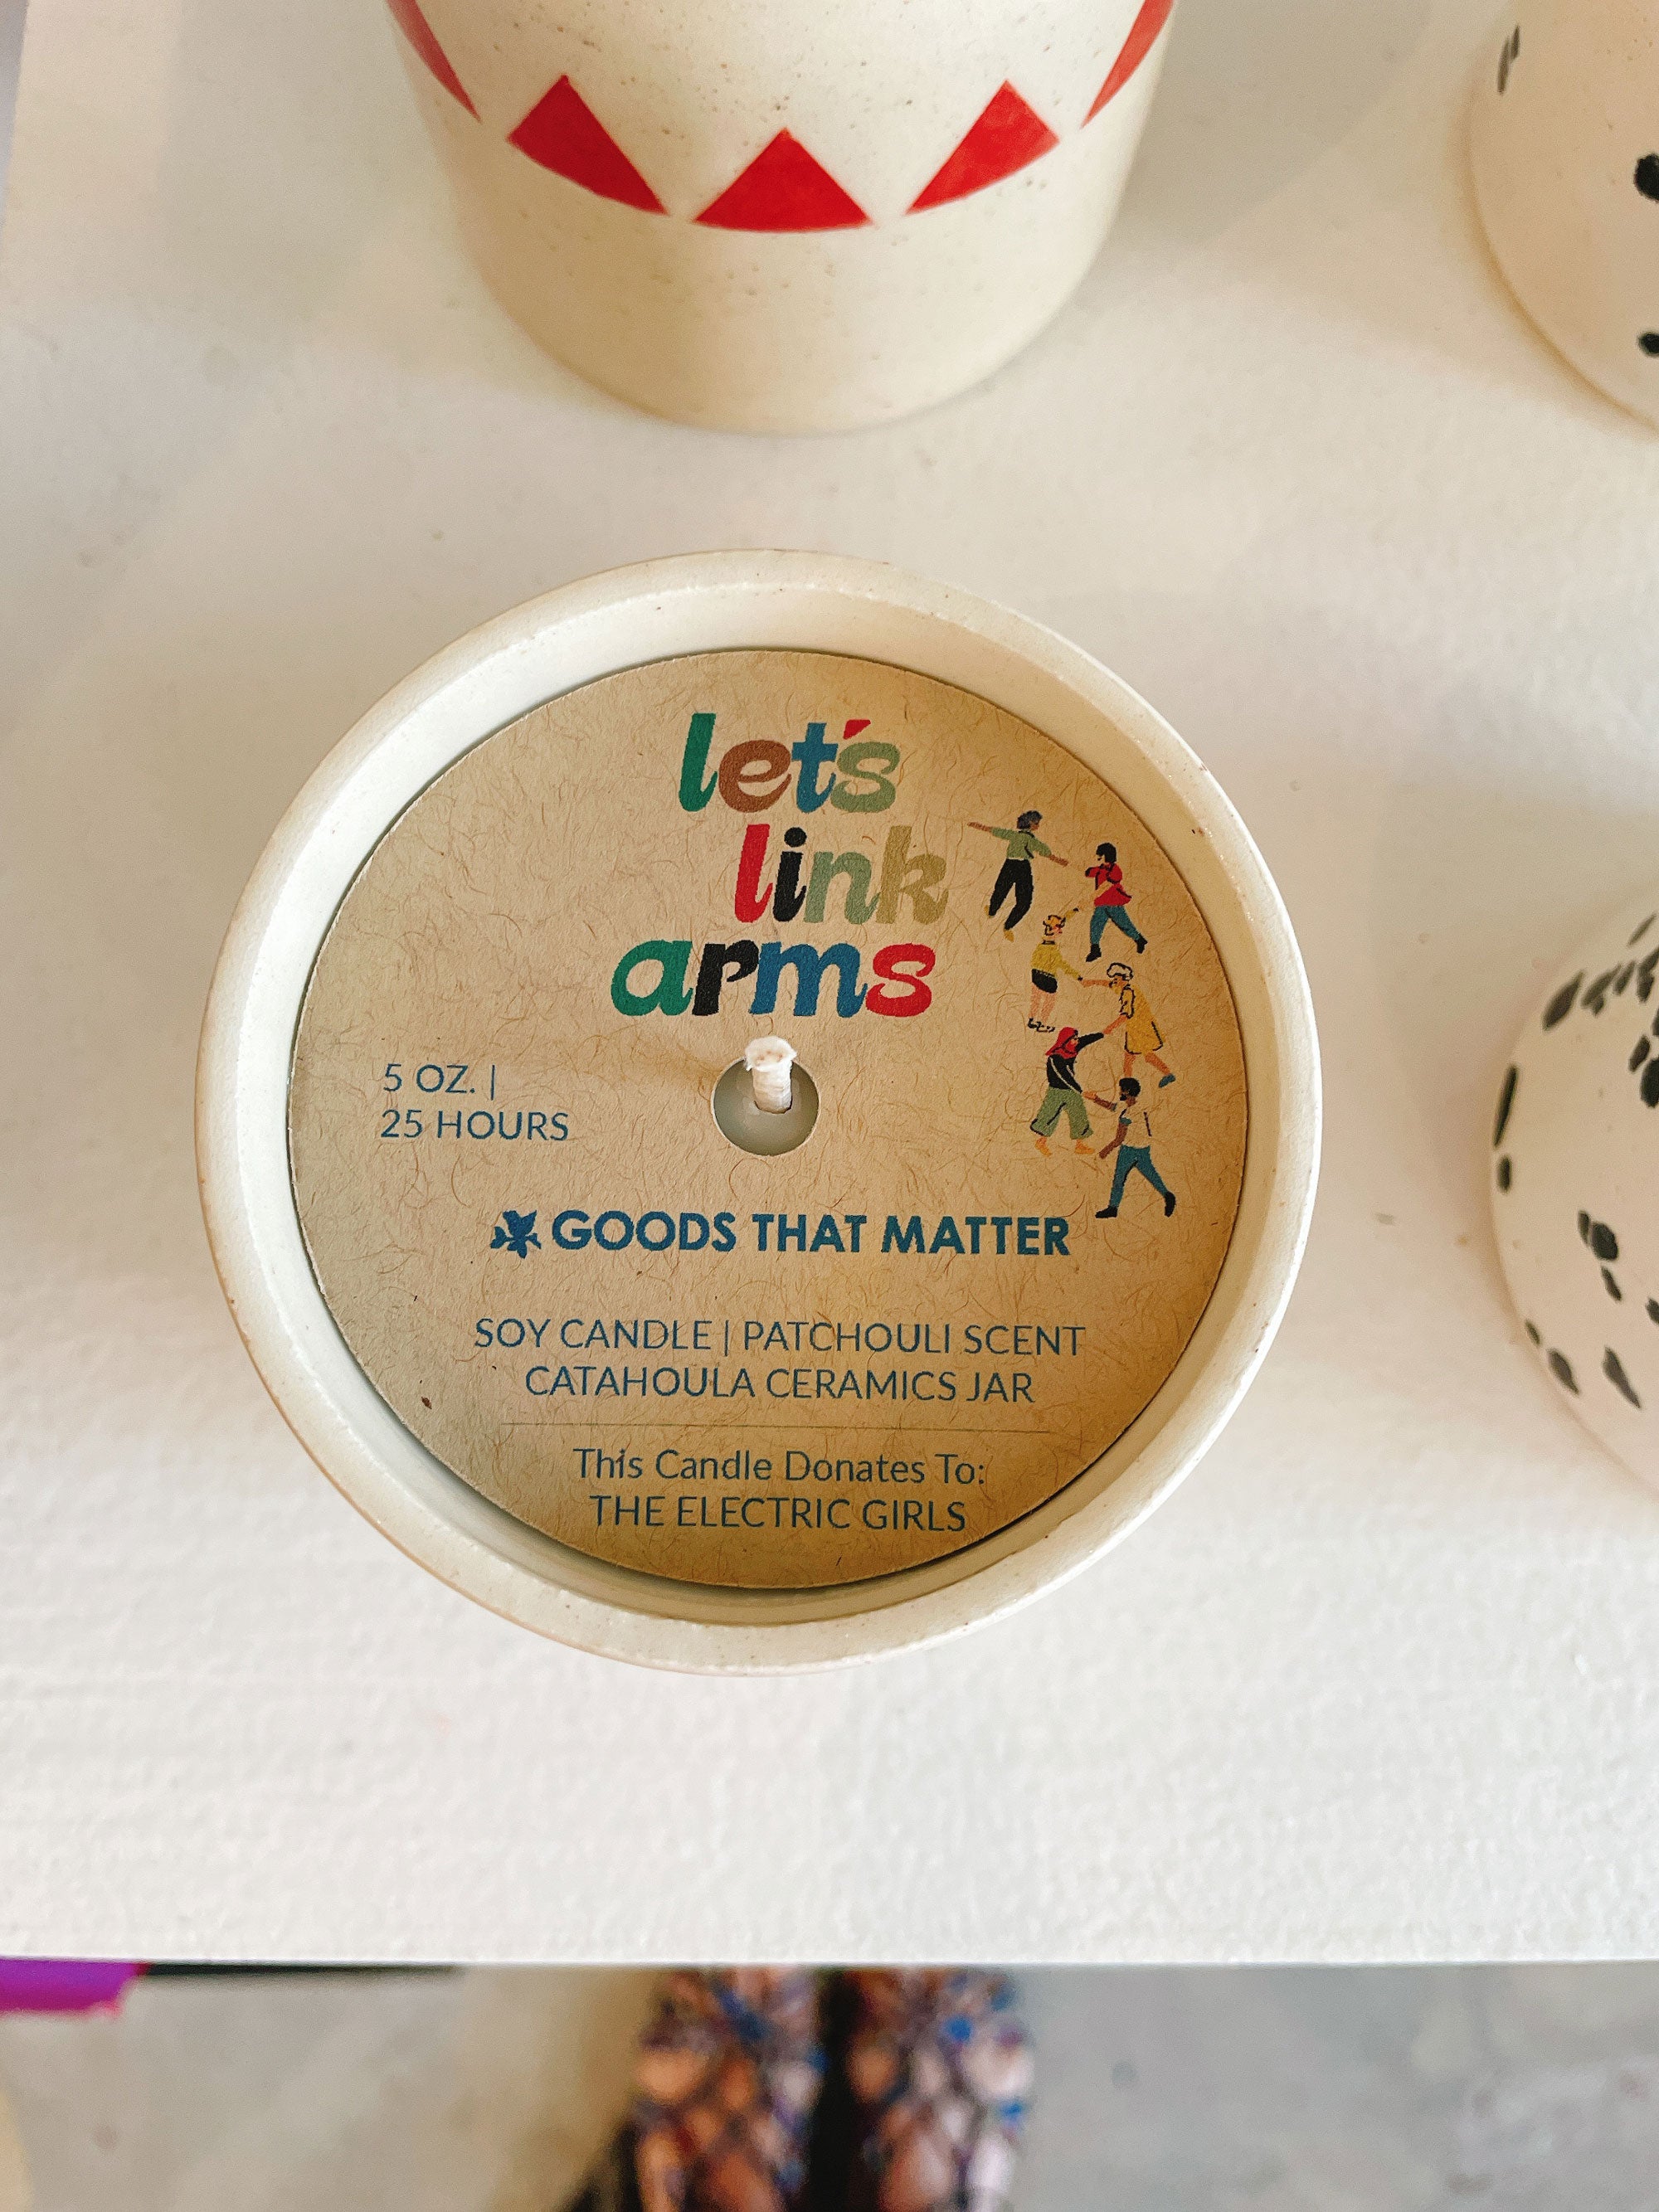 let's
link
arms
5 OZ. |
25 HOURS
GOODS THAT MATTER
SOY CANDLE | PATCHOULI SCENT
CATAHOULA CERAMICS JAR
This Candle Donates To:
THE ELECTRIC GIRLS